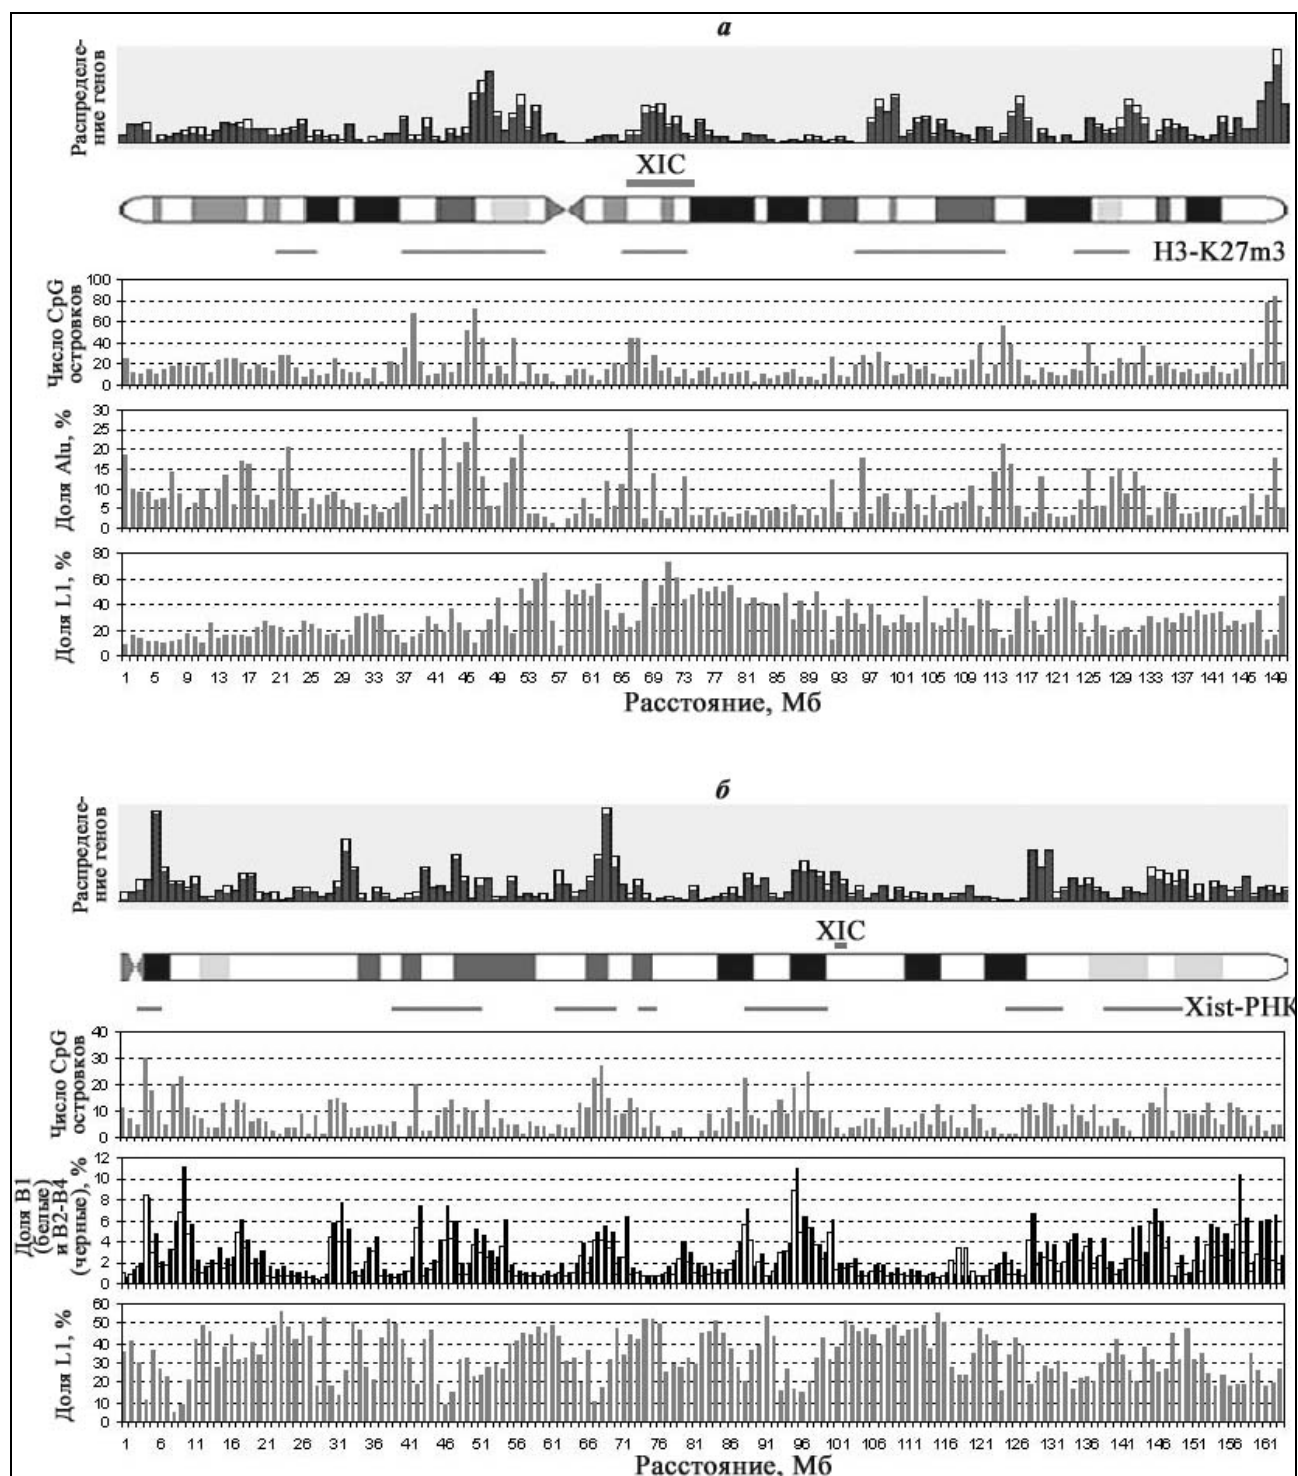 а
Распределе-
ние генов
XIC
H3-K27m3
Число CpG
островков
100
80
60
40
20
0
Доля Alu, %
30
25
20
15
10
5
0
Доля L1, %
80
60
40
20
0
1 5 9 13 17 21 25 29 33 37 41 45 49 53 57 61 65 69 73 77 81 85 89 93 97 101 105 109 113 117 121 125 129 133 137 141 145 149
Расстояние, Мб
б
Распределе-
ние генов
XIC
Xist-РНК
Число CpG
островков
40
30
20
10
0
Доля B1
(белые)
и B2-B4
(черные), %
12
10
8
6
4
2
0
Доля L1, %
60
50
40
30
20
10
0
1 6 11 16 21 26 31 36 41 46 51 56 61 66 71 76 81 86 91 96 101 106 111 116 121 126 131 136 141 146 151 156 161
Расстояние, Мб